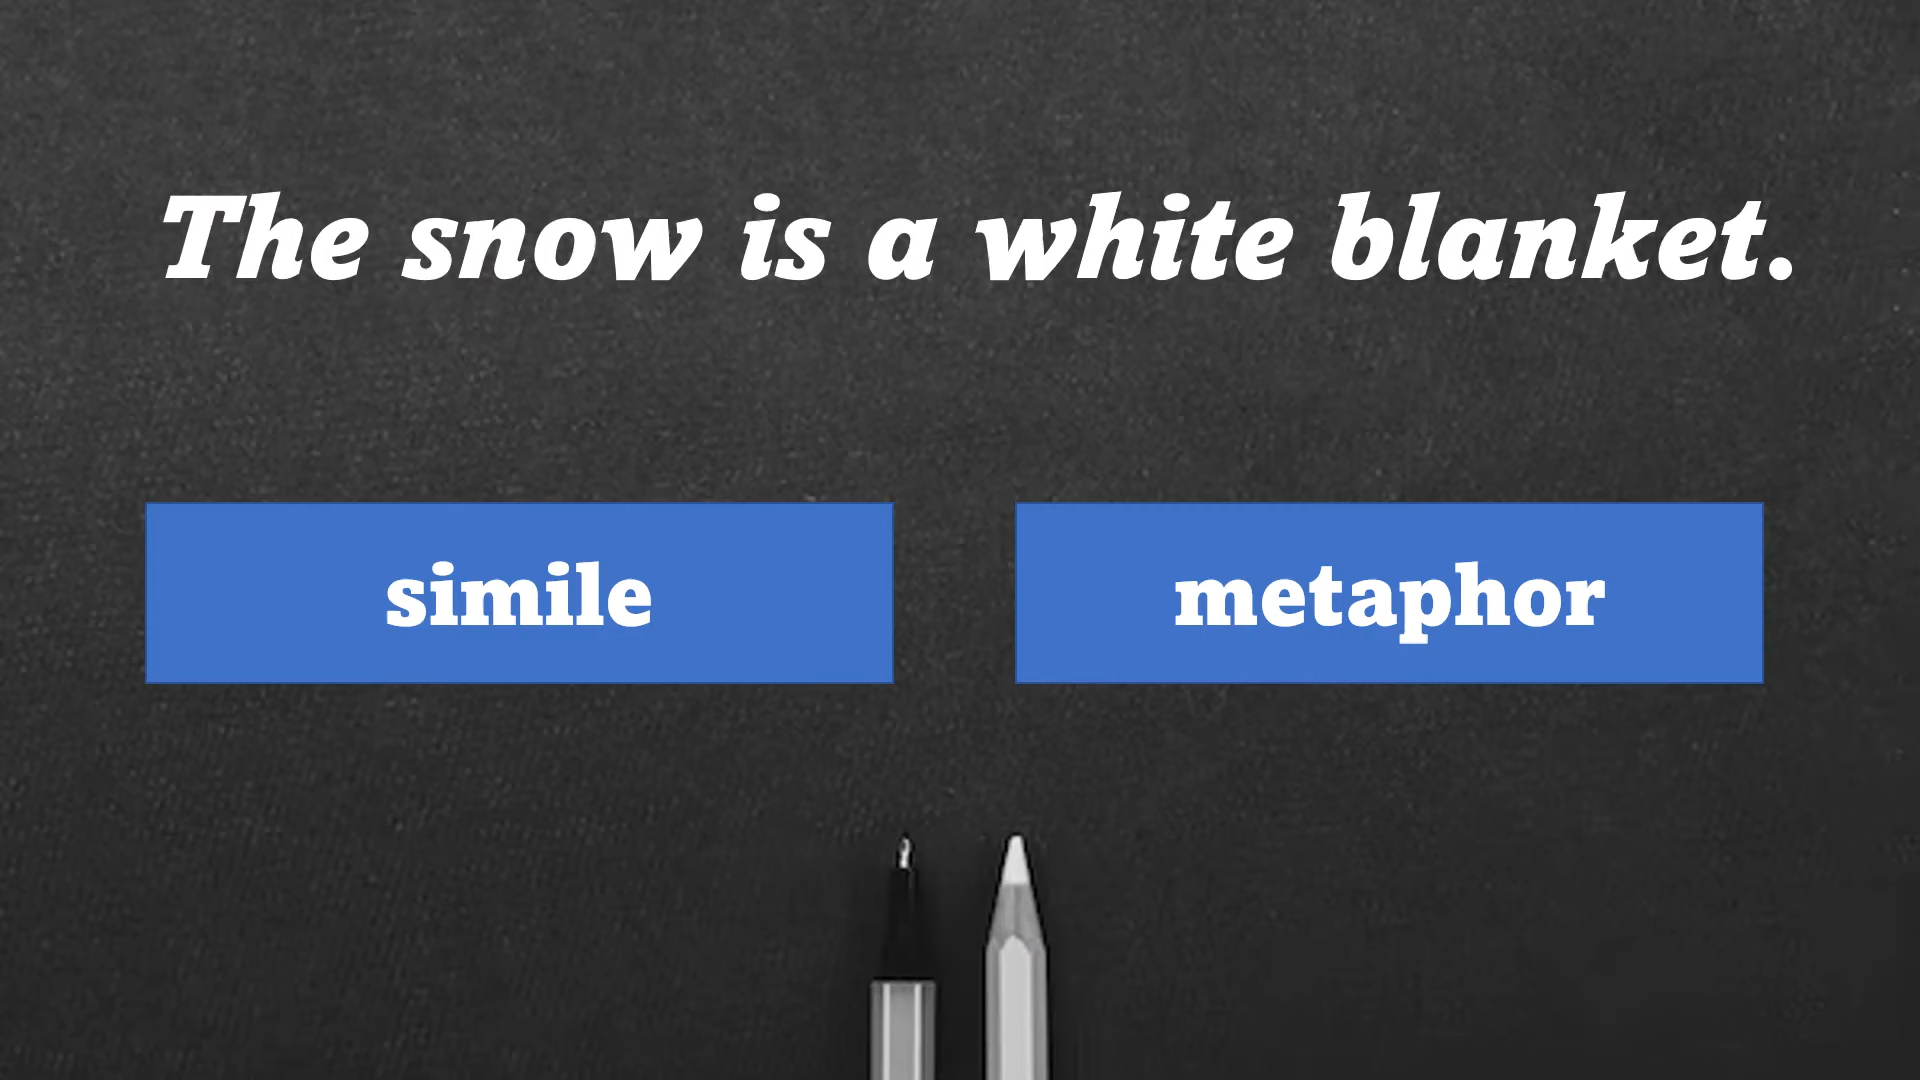 The snow is a white blanket.
simile
metaphor